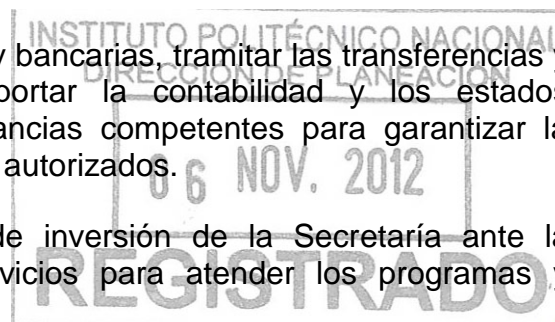 INSTITUTO POLITÉCNICO NACIONAL
y bancarias, tramitar las transferencias
DIRECCIÓN DE PLANEACIÓN
portar la contabilidad y los estados
ancias competentes para garantizar la
autorizados.
06 NOV. 2012
de inversión de la Secretaría ante la
vicios para atender los programas y
REGISTRADO